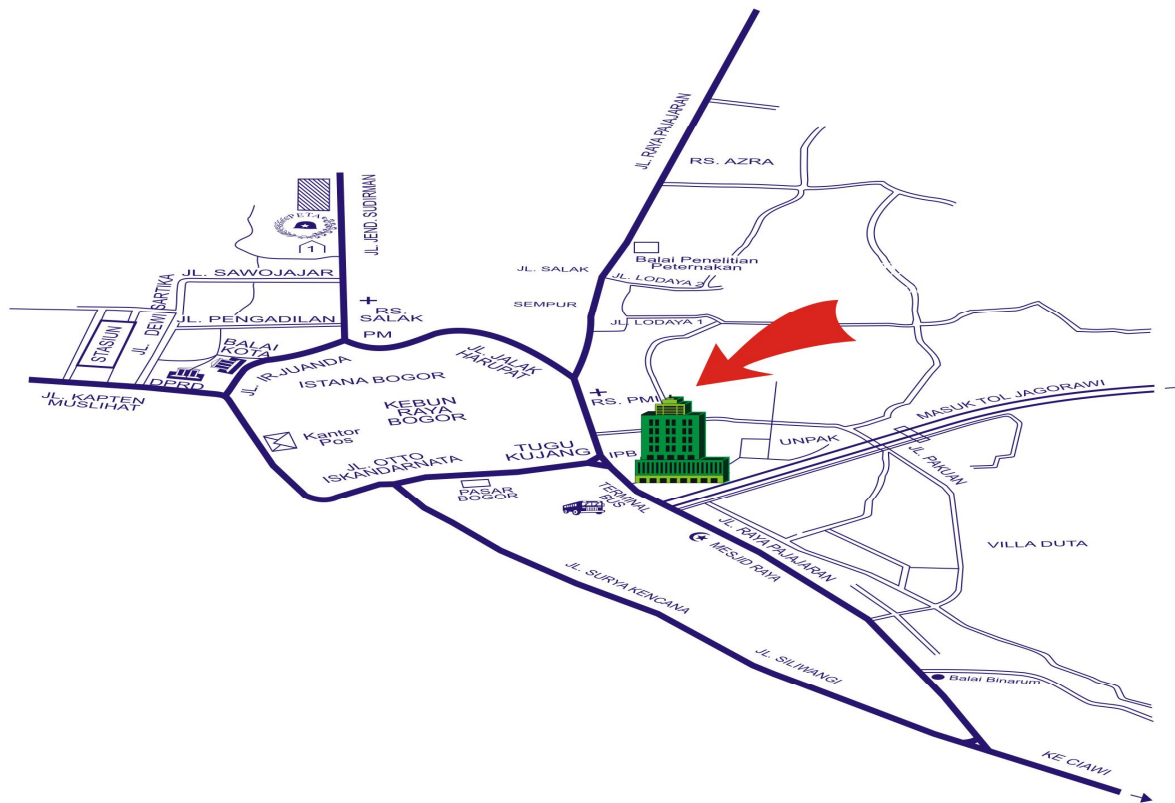 JL. RAYA PAJAJARAN
RS. AZRA
PETA
1
JL. JEND. SUDIRMAN
Balai Penelitian
Peternakan
JL. SALAK
JL. LODAYA 2
JL. SAWOJAJAR
JL. DEWI SARTIKA
SEMPUR
RS.
SALAK
JL. PENGADILAN
JL. LODAYA 1
PM
STASIUN
BALAI
KOTA
JL. JALAK
HARUPAT
DPRD
JL. IR JUANDA
ISTANA BOGOR
JL. KAPTEN
MUSLIHAT
RS. PMI
KEBUN
RAYA
BOGOR
MASUK TOL JAGORAWI
Kantor
Pos
TUGU
KUJANG
IPB
UNPAK
JL. PAKUAN
JL. OTTO
ISKANDARNATA
PASAR
BOGOR
TERMINAL
BUS
JL. RAYA PAJAJARAN
MESJID RAYA
VILLA DUTA
JL. SURYA KENCANA
JL. SILIWANGI
Balai Binarum
KE CIAWI